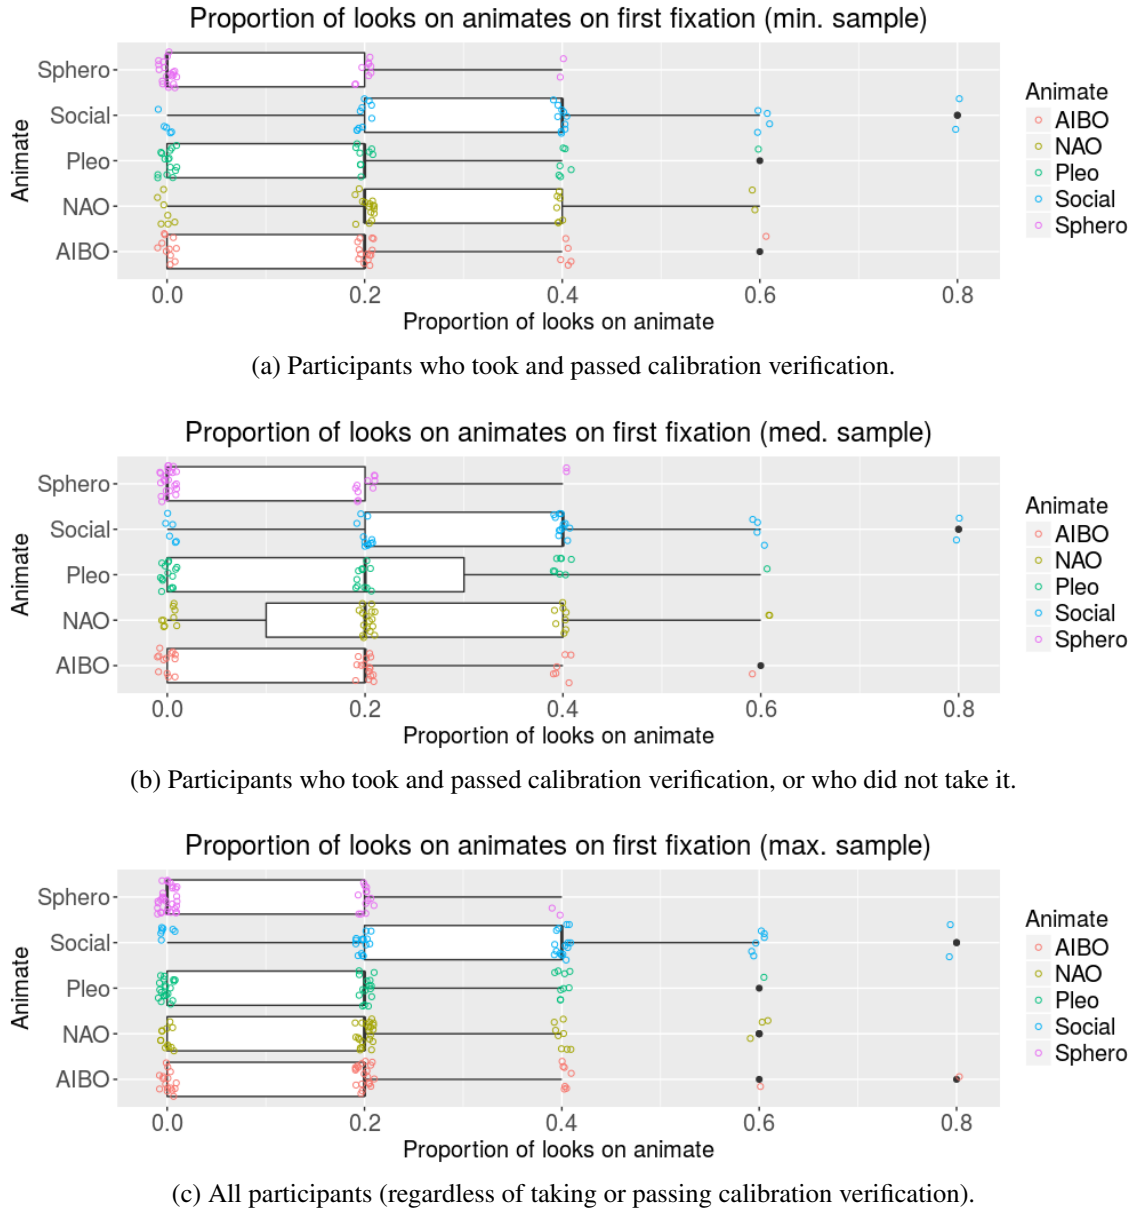 Proportion of looks on animates on first fixation (min. sample)
Animate
Sphero
Social
Pleo
NAO
AIBO
0.0 0.2 0.4 0.6 0.8
Proportion of looks on animate
Animate
AIBO
NAO
Pleo
Social
Sphero
(a) Participants who took and passed calibration verification.
Proportion of looks on animates on first fixation (med. sample)
Animate
Sphero
Social
Pleo
NAO
AIBO
0.0 0.2 0.4 0.6 0.8
Proportion of looks on animate
Animate
AIBO
NAO
Pleo
Social
Sphero
(b) Participants who took and passed calibration verification, or who did not take it.
Proportion of looks on animates on first fixation (max. sample)
Animate
Sphero
Social
Pleo
NAO
AIBO
0.0 0.2 0.4 0.6 0.8
Proportion of looks on animate
Animate
AIBO
NAO
Pleo
Social
Sphero
(c) All participants (regardless of taking or passing calibration verification).